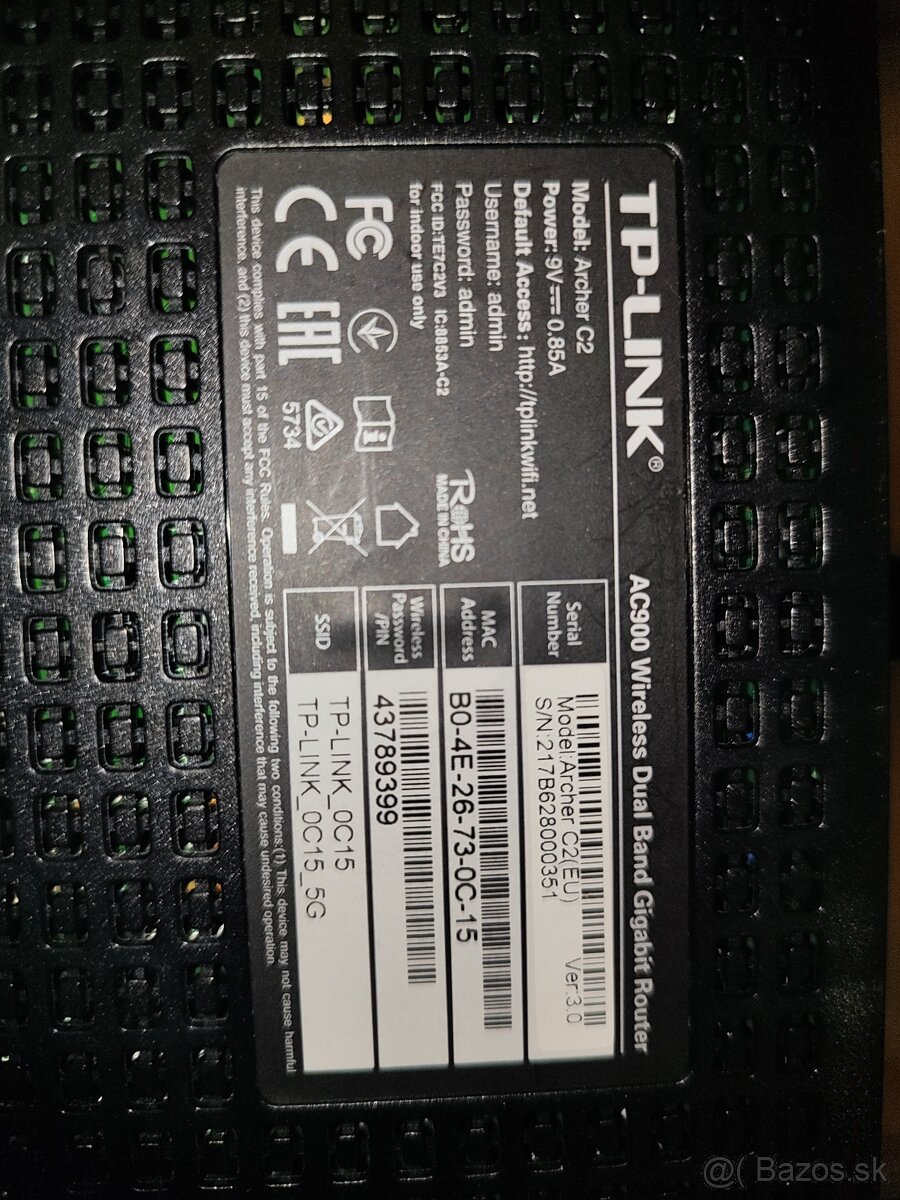 TP-LINK®
AC900 Wireless Dual Band Gigabit Router
Model: Archer C2
Power: 9V⎓0.85A
Default Access: http://tplinkwifi.net
Username: admin
Password: admin
FCC ID:TE7C2V3 IC:8853A-C2
for indoor use only
RoHS
MADE IN CHINA
FC
CE
EAC
5734
Serial
Number
Model:Archer C2(EU) Ver:3.0
S/N:217B628000351
MAC
Address
B0-4E-26-73-0C-15
Wireless
Password
/PIN
43789399
SSID
TP-LINK_0C15
TP-LINK_0C15_5G
This device complies with part 15 of the FCC Rules. Operation is subject to the following two conditions:(1) This device may not cause harmful
interference, and (2) this device must accept any interference received, including interference that may cause undesired operation.
@( Bazos.sk